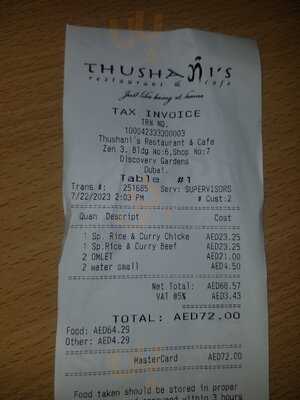 THUSHANI'S
restaurant & cafe
Just like being at home
TAX INVOICE
TRN NO.
100042333300003
Thushani's Restaurant & Cafe
Zen 3, Bldg No:6,Shop No:7
Discovery Gardens
Dubai.
Table #1
Trans #: 251685 Serv: SUPERVISORS
7/22/2023 2:03 PM # Cust:2
Quan Descript Cost
1 Sp. Rice & Curry Chicke AED23.25
1 Sp.Rice & Curry Beef AED23.25
2 OMLET AED21.00
2 water small AED4.50
Net Total: AED68.57
VAT 05% AED3.43
TOTAL: AED72.00
Food: AED64.29
Other: AED4.29
MasterCard AED72.00
Food taken should be stored in proper
within 3 hours